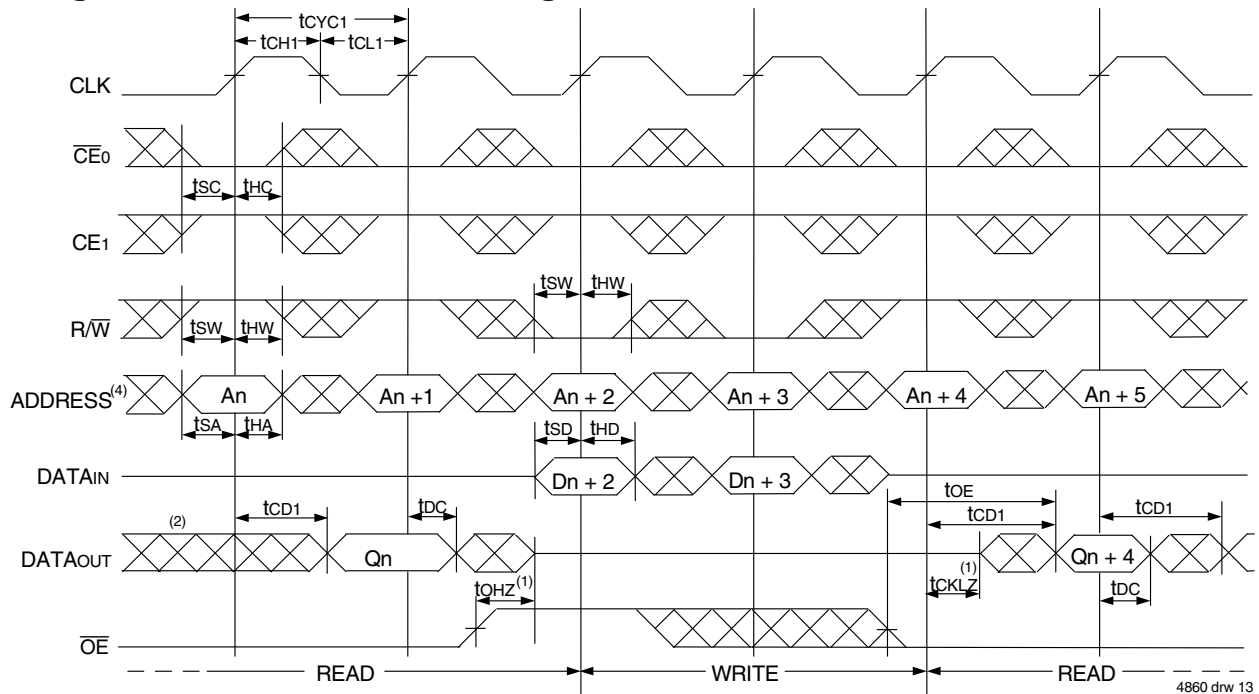 tCYC1
tCH1 tCL1
CLK
CE0
tSC tHC
CE1
tSW tHW
R/W
tSW tHW
ADDRESS(4) An An +1 An + 2 An + 3 An + 4 An + 5
tSA tHA tSD tHD
DATAIN Dn + 2 Dn + 3
tOE
tCD1 tDC tCD1 tCD1
(2)
DATAOUT Qn Qn + 4
tOHZ(1) tCKLZ(1) tDC
OE
READ WRITE READ
4860 drw 13